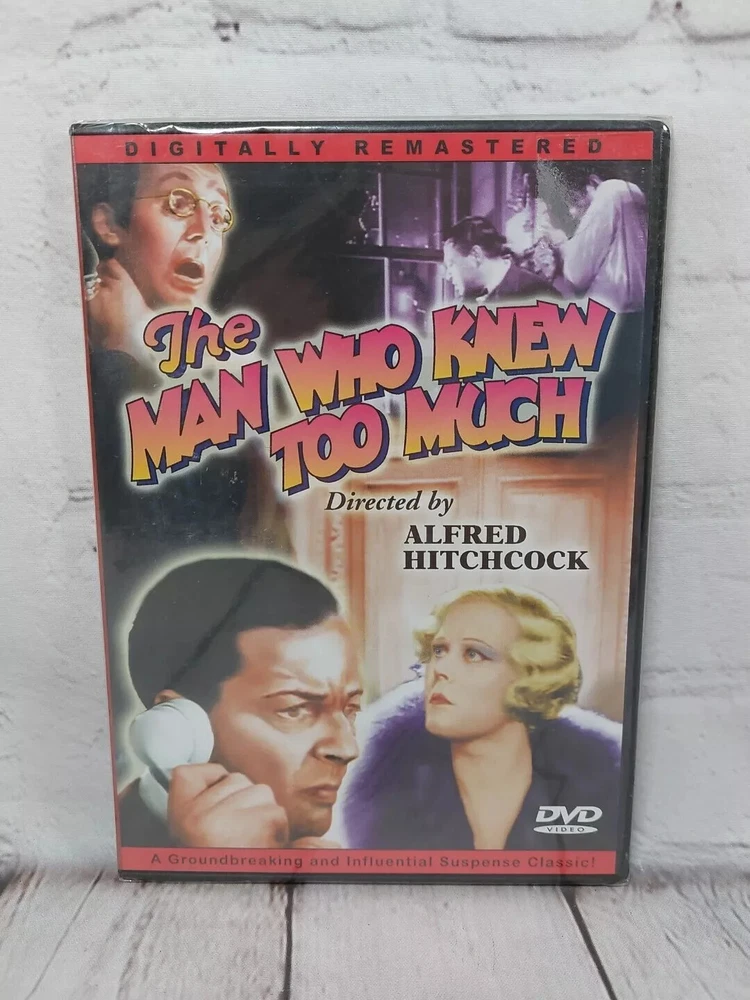 DIGITALLY REMASTERED
The
MAN WHO KNEW
TOO MUCH
Directed by
ALFRED
HITCHCOCK
DVD
VIDEO
A Groundbreaking and Influential Suspense Classic!